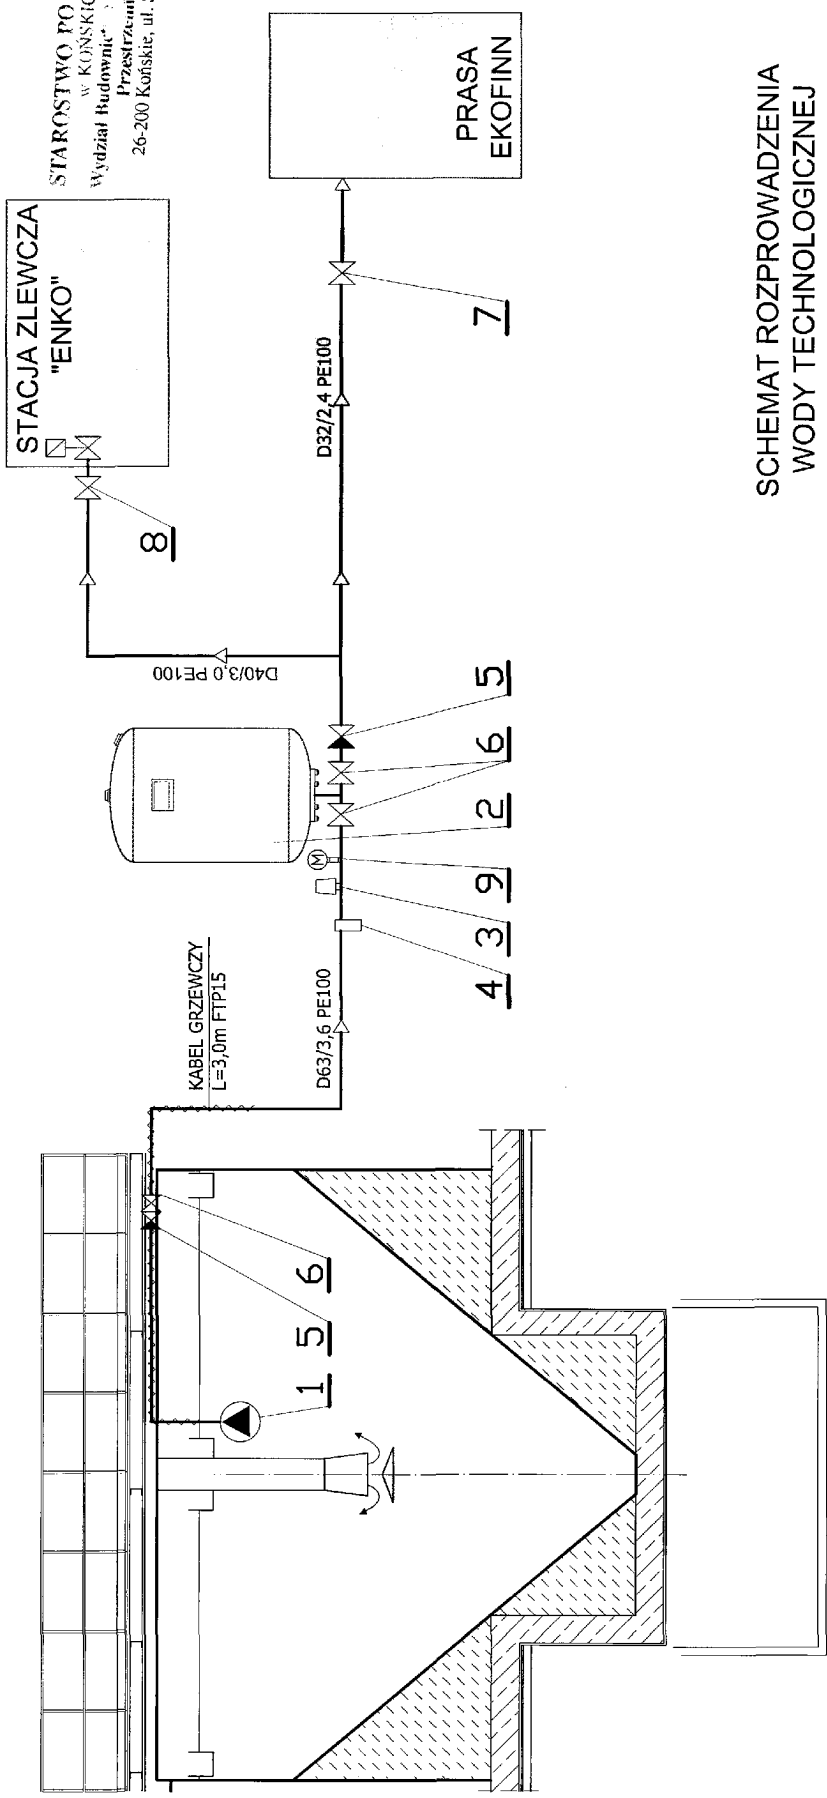 STAROSTWO PO
w KOŃSKIC
Wydział Budownic
Przestrzenn
26-200 Końskie, ul.
STACJA ZLEWCZA
"ENKO"
PRASA
EKOFINN
8
7
D32/2,4 PE100
D40/3,0 PE100
5
6
2
M
9
3
4
KABEL GRZEWCZY
L=3,0m FTP15
D63/3,6 PE100
6
5
1
SCHEMAT ROZPROWADZENIA
WODY TECHNOLOGICZNEJ